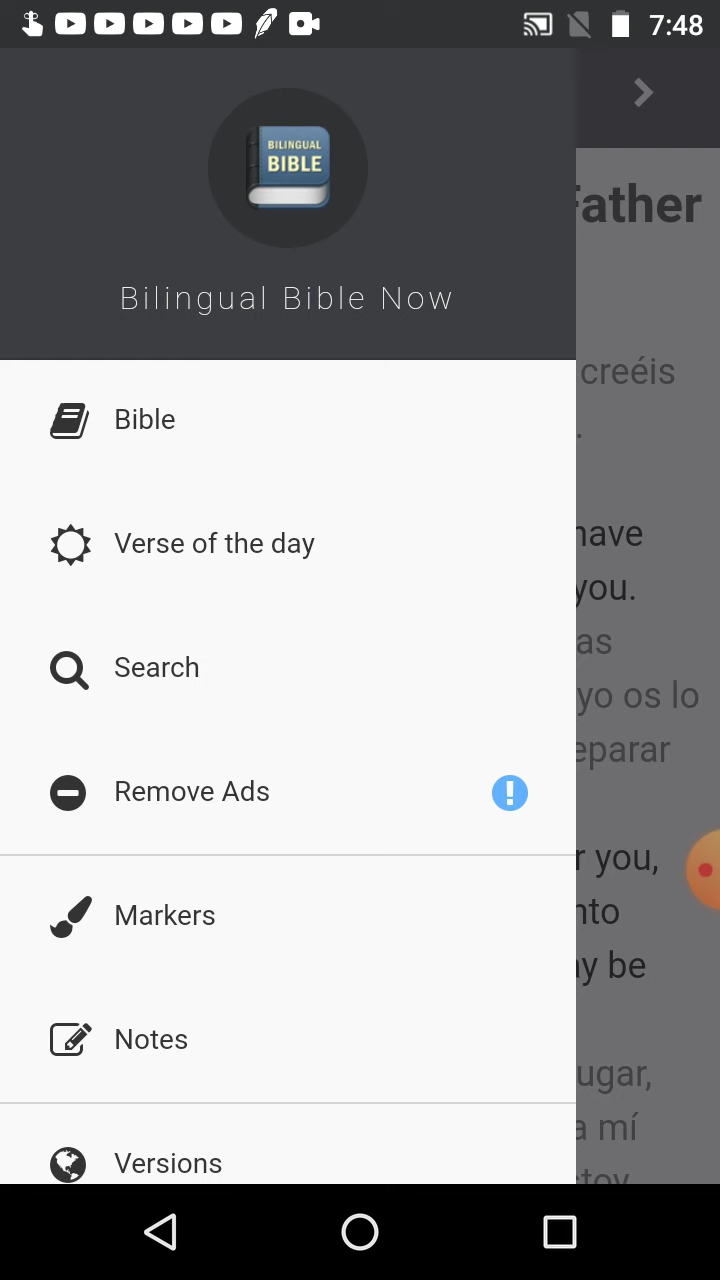 7:48
BILINGUAL
BIBLE
Father
Bilingual Bible Now
creéis
Bible
.
have
Verse of the day
you.
as
Search
yo os lo
eparar
Remove Ads
r you,
nto
Markers
ay be
Notes
ugar,
a mí
Versions
stoy